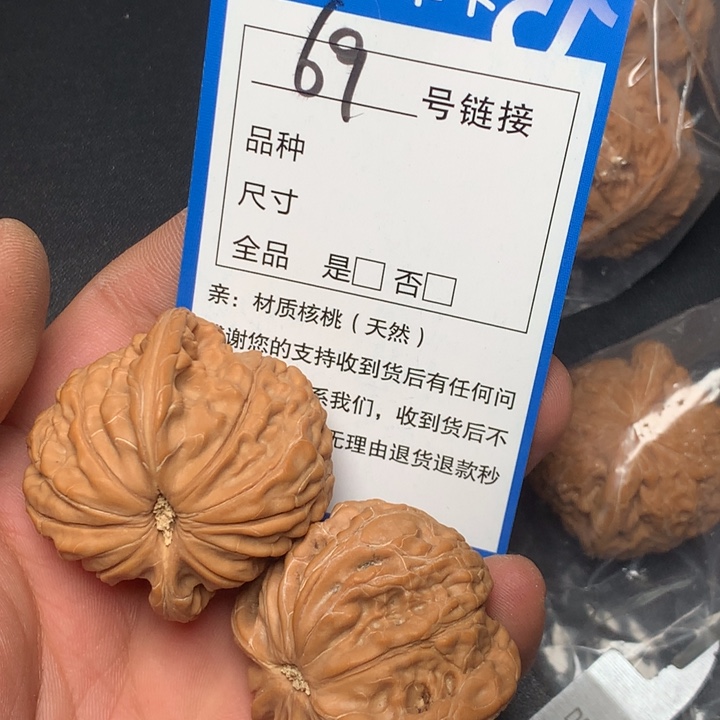 69 号链接
品种
尺寸
全品 是□ 否□
亲：材质核桃（天然）
谢您的支持收到货后有任何问
系我们，收到货后不
无理由退货退款秒